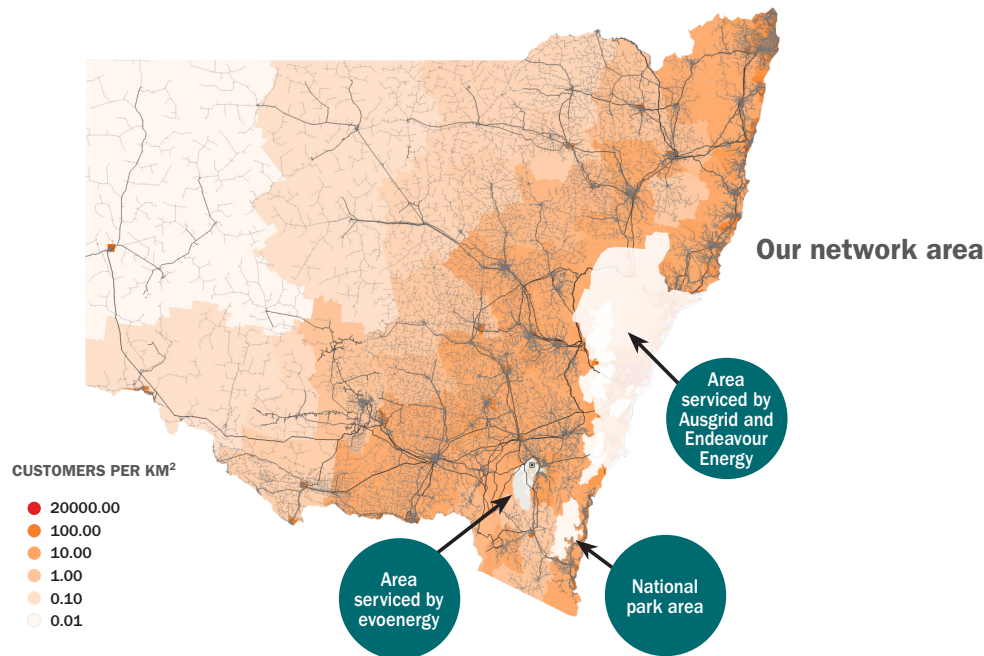 Our network area
Area
serviced by
Ausgrid and
Endeavour
Energy
CUSTOMERS PER KM²
20000.00
100.00
10.00
1.00
0.10
0.01
Area
serviced by
evoenergy
National
park area